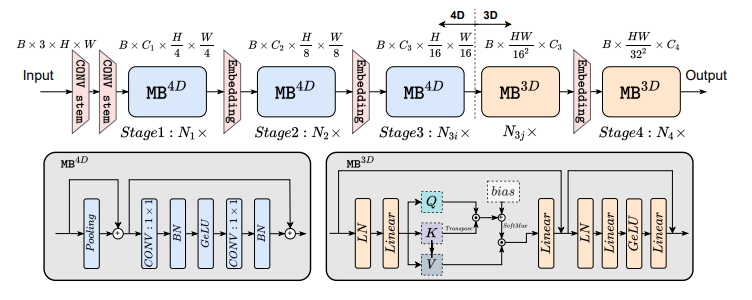 4D 3D
B × 3 × H × W
B × C₁ × H/4 × W/4
B × C₂ × H/8 × W/8
B × C₃ × H/16 × W/16
B × HW/16² × C₃
B × HW/32² × C₄
Input
CONV stem
CONV stem
MB⁴ᴰ
Embedding
MB⁴ᴰ
Embedding
MB⁴ᴰ
MB³ᴰ
Embedding
MB³ᴰ
Output
Stage1 : N₁×
Stage2 : N₂×
Stage3 : N₃ᵢ×
N₃ⱼ×
Stage4 : N₄×
MB⁴ᴰ
Pooling
+
CONV : 1 × 1
BN
GeLU
CONV : 1 × 1
BN
+
MB³ᴰ
LN
Linear
Q
K
V
Transpose
bias
SoftMax
Linear
LN
Linear
GeLU
Linear